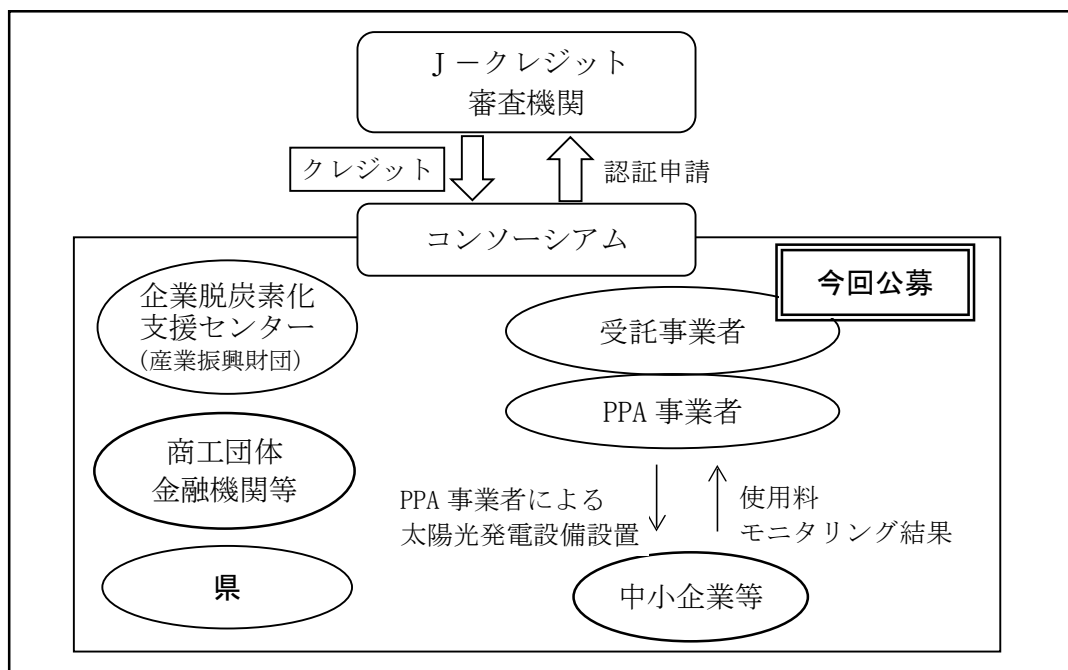 J－クレジット
審査機関
クレジット
認証申請
コンソーシアム
今回公募
企業脱炭素化
支援センター
(産業振興財団)
受託事業者
PPA 事業者
商工団体
金融機関等
PPA 事業者による
太陽光発電設備設置
使用料
モニタリング結果
県
中小企業等